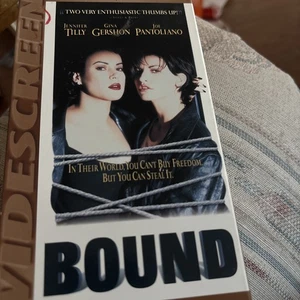 "TWO VERY ENTHUSIASTIC THUMBS UP!"
JENNIFER TILLY
GINA GERSHON
JOE PANTOLIANO
IN THEIR WORLD, YOU CAN'T BUY FREEDOM...
BUT YOU CAN STEAL IT.
BOUND
WIDESCREEN